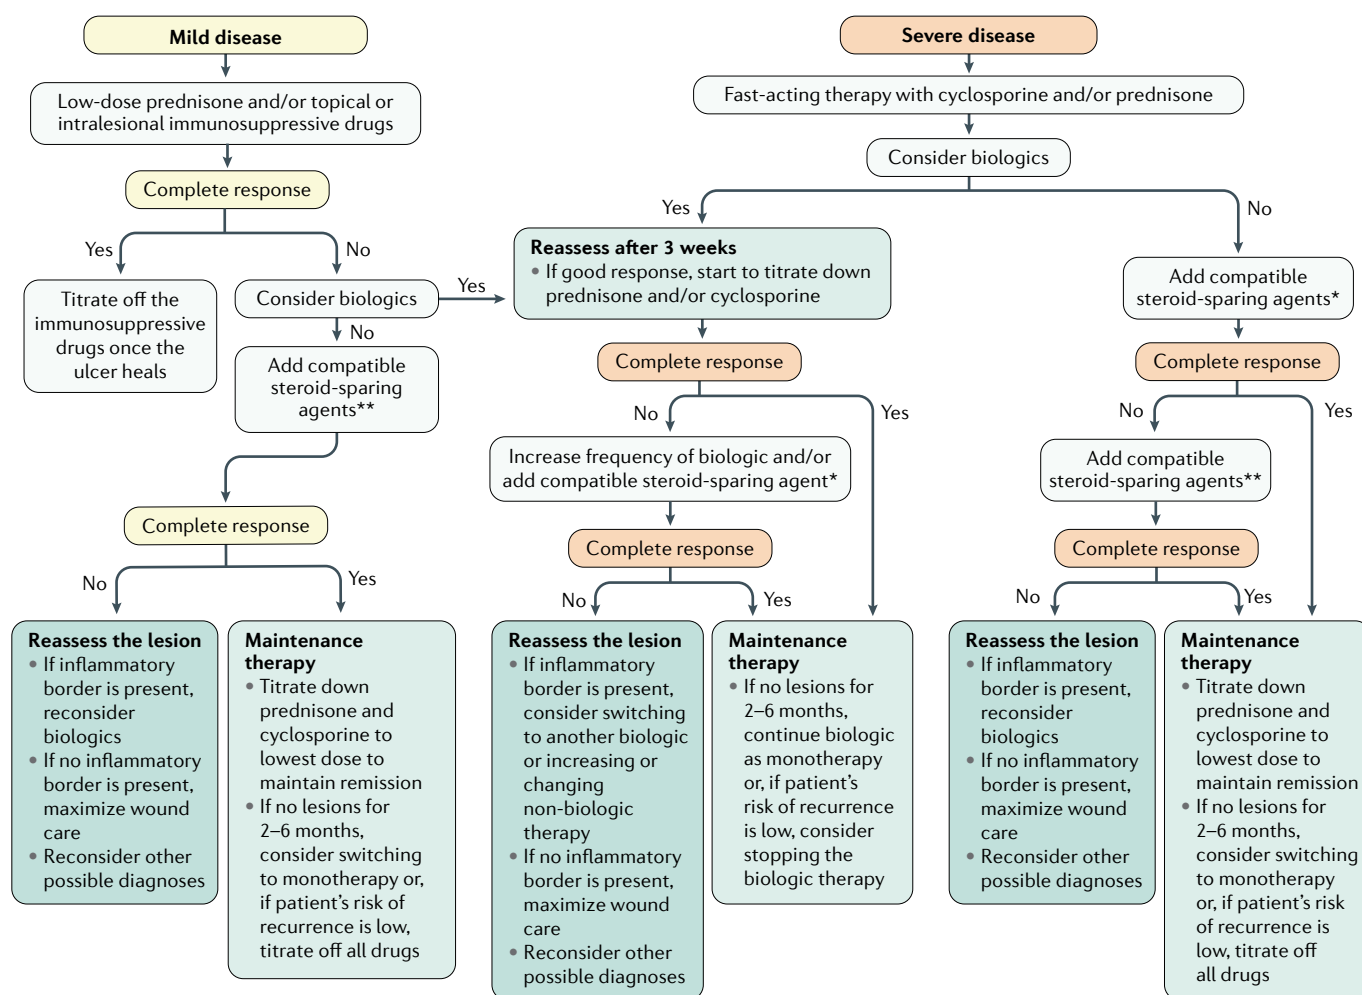 Mild disease
Low-dose prednisone and/or topical or
intralesional immunosuppressive drugs
Complete response
Yes
No
Titrate off the
immunosuppressive
drugs once the
ulcer heals
Consider biologics
Yes
No
Add compatible
steroid-sparing
agents**
Complete response
No
Yes
Reassess the lesion
• If inflammatory
border is present,
reconsider
biologics
• If no inflammatory
border is present,
maximize wound
care
• Reconsider other
possible diagnoses
Maintenance
therapy
• Titrate down
prednisone and
cyclosporine to
lowest dose to
maintain remission
• If no lesions for
2–6 months,
consider switching
to monotherapy or,
if patient's risk of
recurrence is low,
titrate off all drugs
Severe disease
Fast-acting therapy with cyclosporine and/or prednisone
Consider biologics
Yes
No
Reassess after 3 weeks
• If good response, start to titrate down
prednisone and/or cyclosporine
Complete response
No
Yes
Increase frequency of biologic and/or
add compatible steroid-sparing agent*
Complete response
No
Yes
Reassess the lesion
• If inflammatory
border is present,
consider switching
to another biologic
or increasing or
changing
non-biologic
therapy
• If no inflammatory
border is present,
maximize wound
care
• Reconsider other
possible diagnoses
Maintenance
therapy
• If no lesions for
2–6 months,
continue biologic
as monotherapy
or, if patient's
risk of recurrence
is low, consider
stopping the
biologic therapy
Add compatible
steroid-sparing agents*
Complete response
No
Yes
Add compatible
steroid-sparing agents**
Complete response
No
Yes
Reassess the lesion
• If inflammatory
border is present,
reconsider
biologics
• If no inflammatory
border is present,
maximize wound
care
• Reconsider other
possible diagnoses
Maintenance
therapy
• Titrate down
prednisone and
cyclosporine to
lowest dose to
maintain remission
• If no lesions for
2–6 months,
consider switching
to monotherapy
or, if patient's risk
of recurrence is
low, titrate off
all drugs